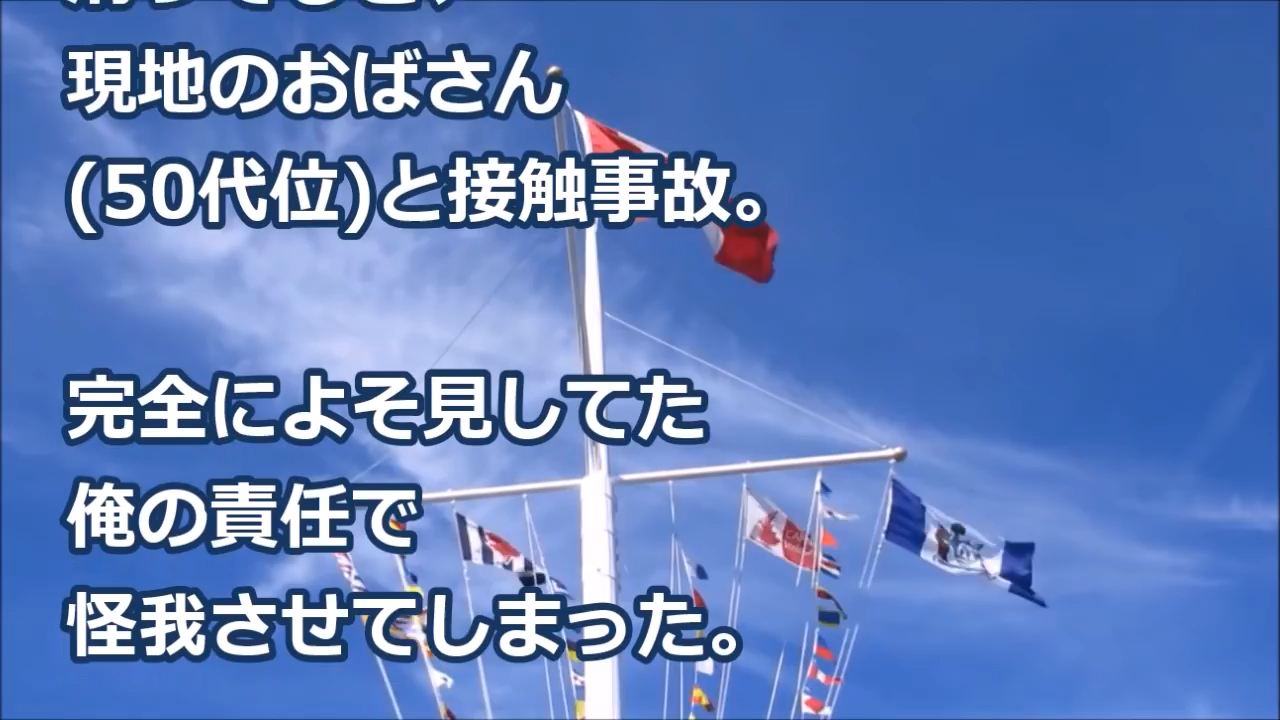 現地のおばさん
(50代位)と接触事故。
完全によそ見してた
俺の責任で
怪我させてしまった。